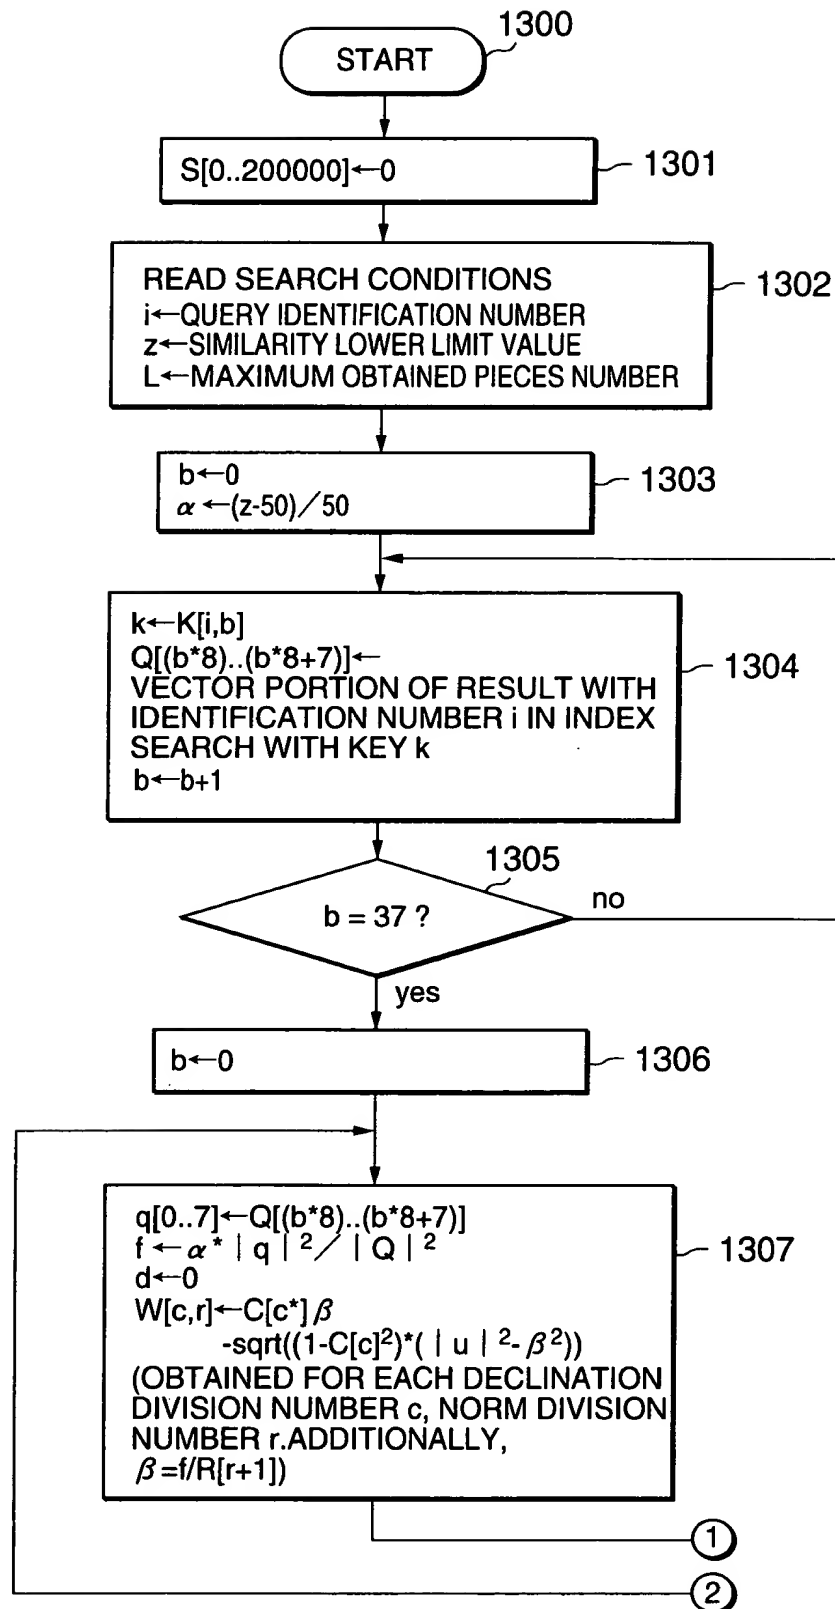 1300
START
S[0..200000]←0
1301
READ SEARCH CONDITIONS
i←QUERY IDENTIFICATION NUMBER
z←SIMILARITY LOWER LIMIT VALUE
L←MAXIMUM OBTAINED PIECES NUMBER
1302
b←0
α←(z-50)/50
1303
k←K[i,b]
Q[(b*8)..(b*8+7)]←
VECTOR PORTION OF RESULT WITH
IDENTIFICATION NUMBER i IN INDEX
SEARCH WITH KEY k
b←b+1
1304
1305
b = 37 ?
no
yes
b←0
1306
q[0..7]←Q[(b*8)..(b*8+7)]
f←α*|q|²/|Q|²
d←0
W[c,r]←C[c*]β
-sqrt((1-C[c]²)*(|u|²-β²))
(OBTAINED FOR EACH DECLINATION
DIVISION NUMBER c, NORM DIVISION
NUMBER r.ADDITIONALLY,
β=f/R[r+1])
1307
1
2